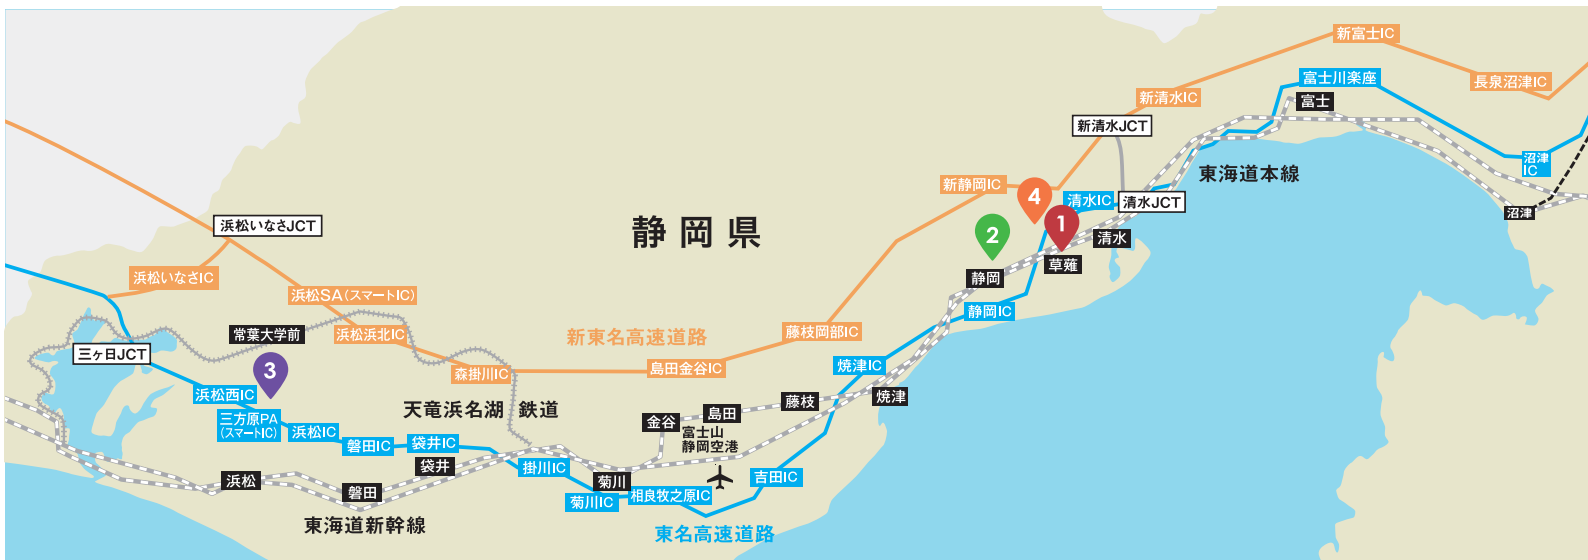 新富士IC
長泉沼津IC
富士川楽座
新清水IC
富士
新清水JCT
沼津
IC
東海道本線
新静岡IC
4
清水IC
清水JCT
沼津
静岡県
浜松いなさJCT
1
2
清水
草薙
浜松いなさIC
静岡
浜松SA(スマートIC)
静岡IC
常葉大学前
浜松浜北IC
新東名高速道路
藤枝岡部IC
三ヶ日JCT
3
森掛川IC
島田金谷IC
焼津IC
浜松西IC
天竜浜名湖 鉄道
藤枝
焼津
三方原PA
(スマートIC)
浜松IC
金谷
島田
磐田IC
袋井IC
富士山
静岡空港
袋井
掛川IC
浜松
菊川
吉田IC
磐田
菊川IC
相良牧之原IC
東海道新幹線
東名高速道路